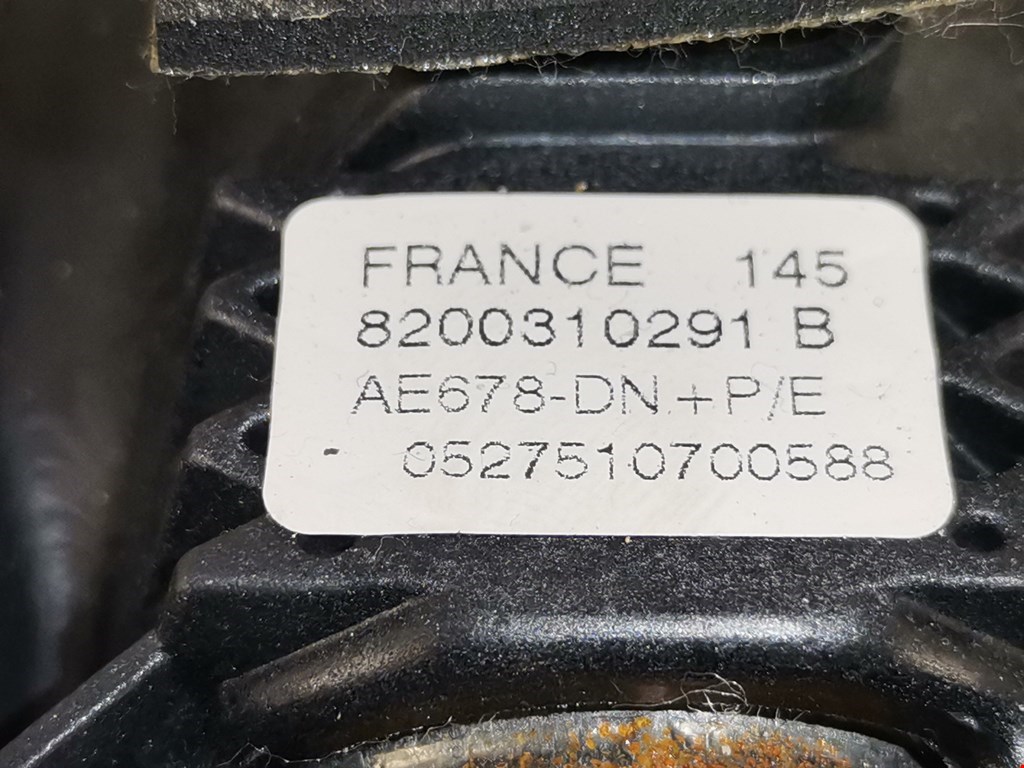 FRANCE 145
8200310291 B
AE678-DN.+P/E
- 0527510700588